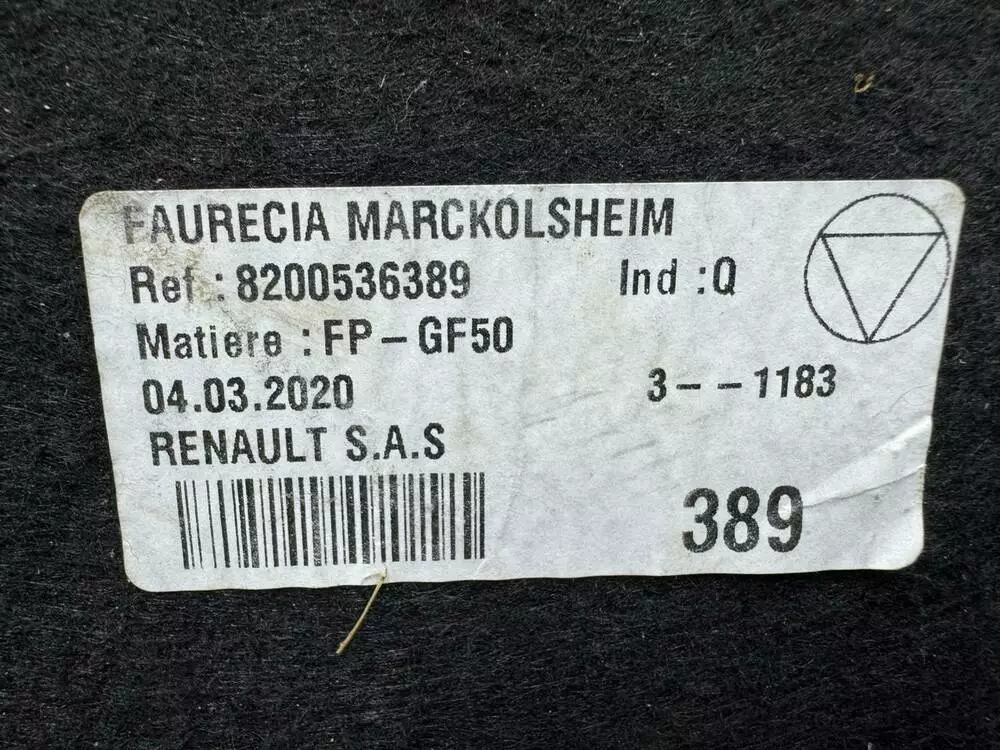 FAURECIA MARCKOLSHEIM
Ref : 8200536389 Ind : Q
Matiere : FP-GF50
04.03.2020 3--1183
RENAULT S.A.S
389